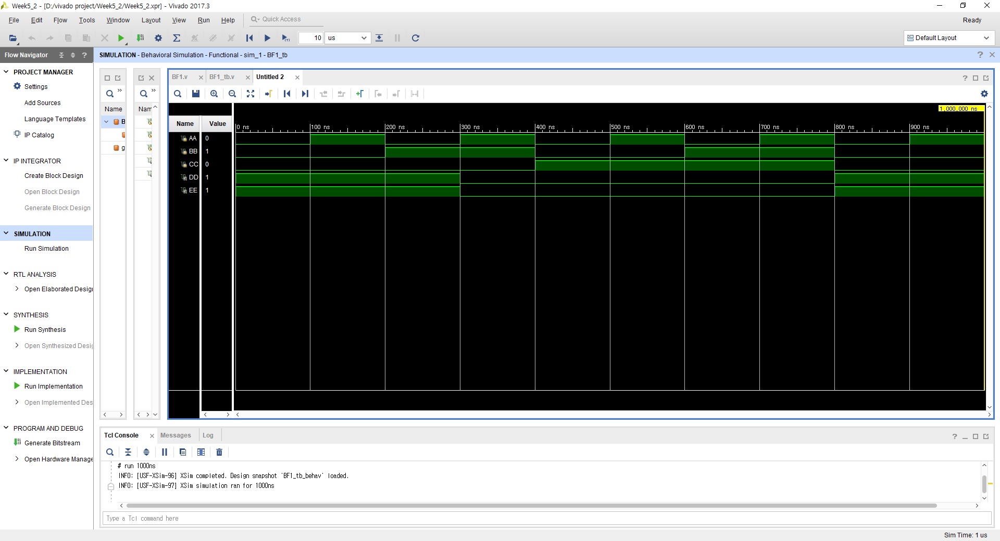 Week5_2 - [D:/vivado project/Week5_2/Week5_2.xpr] - Vivado 2017.3
File Edit Flow Tools Window Layout View Run Help Quick Access Ready
10 us Default Layout
Flow Navigator
SIMULATION - Behavioral Simulation - Functional - sim_1 - BF1_tb
PROJECT MANAGER
Settings
Add Sources
Language Templates
IP Catalog
IP INTEGRATOR
Create Block Design
Open Block Design
Generate Block Design
SIMULATION
Run Simulation
RTL ANALYSIS
Open Elaborated Design
SYNTHESIS
Run Synthesis
Open Synthesized Desig
IMPLEMENTATION
Run Implementation
Open Implemented Des
PROGRAM AND DEBUG
Generate Bitstream
Open Hardware Manage
Name
B
g
Nam
BF1.v BF1_tb.v Untitled 2
1,000,000 ns
Name Value
0 ns 100 ns 200 ns 300 ns 400 ns 500 ns 600 ns 700 ns 800 ns 900 ns
AA 0
BB 1
CC 0
DD 1
EE 1
Tcl Console Messages Log
# run 1000ns
INFO: [USF-XSim-96] XSim completed. Design snapshot 'BF1_tb_behav' loaded.
INFO: [USF-XSim-97] XSim simulation ran for 1000ns
Type a Tcl command here
Sim Time: 1 us